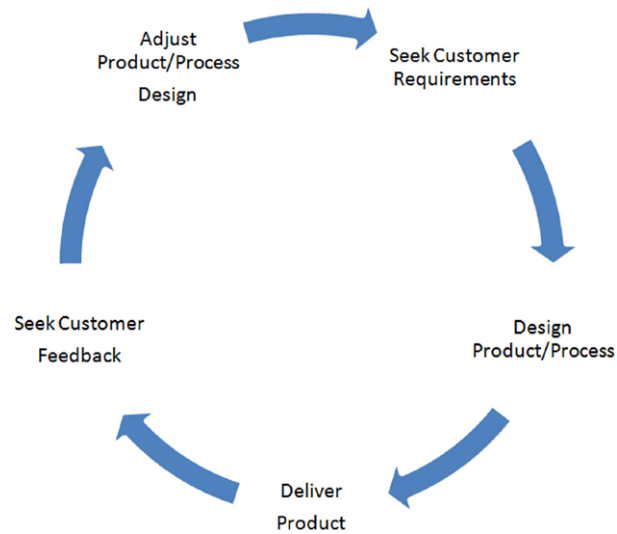 Adjust
Product/Process
Design
Seek Customer
Requirements
Design
Product/Process
Deliver
Product
Seek Customer
Feedback